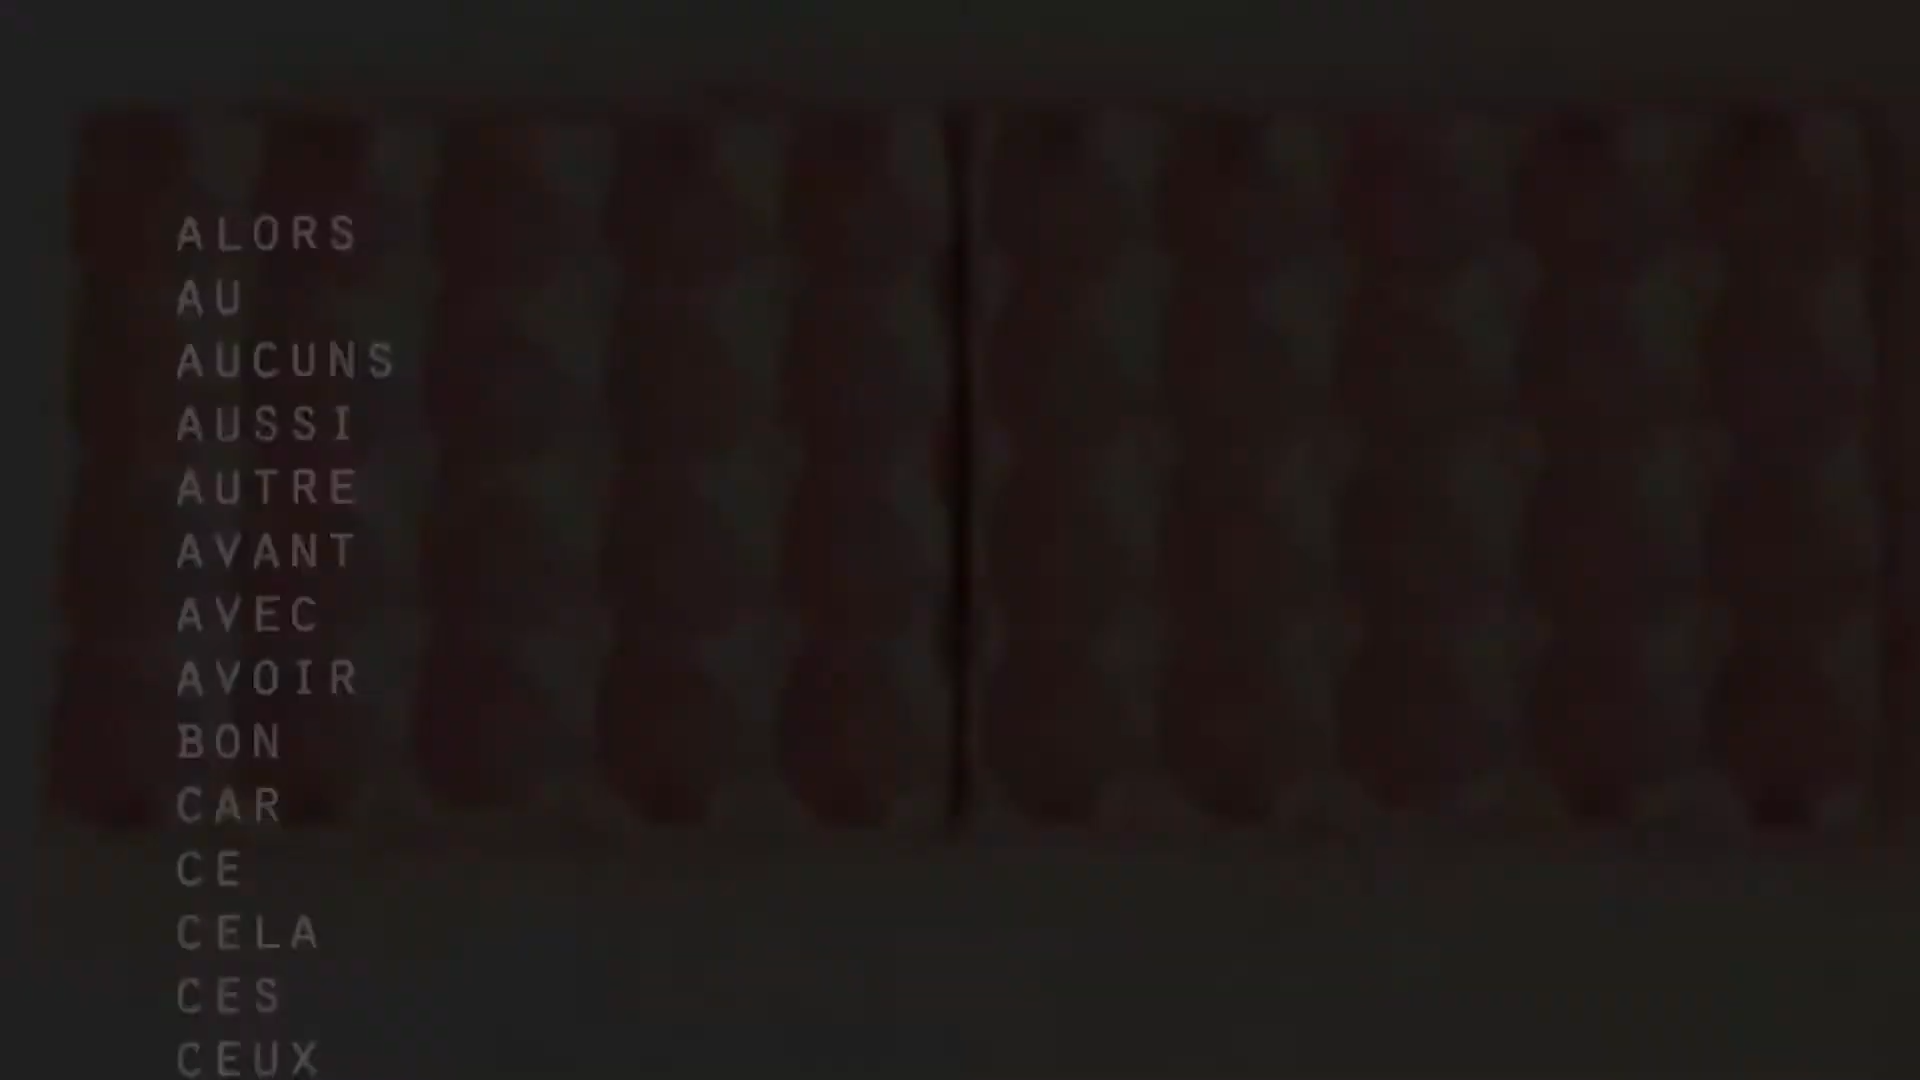 ALORS
AU
AUCUNS
AUSSI
AUTRE
AVANT
AVEC
AVOIR
BON
CAR
CE
CELA
CES
CEUX